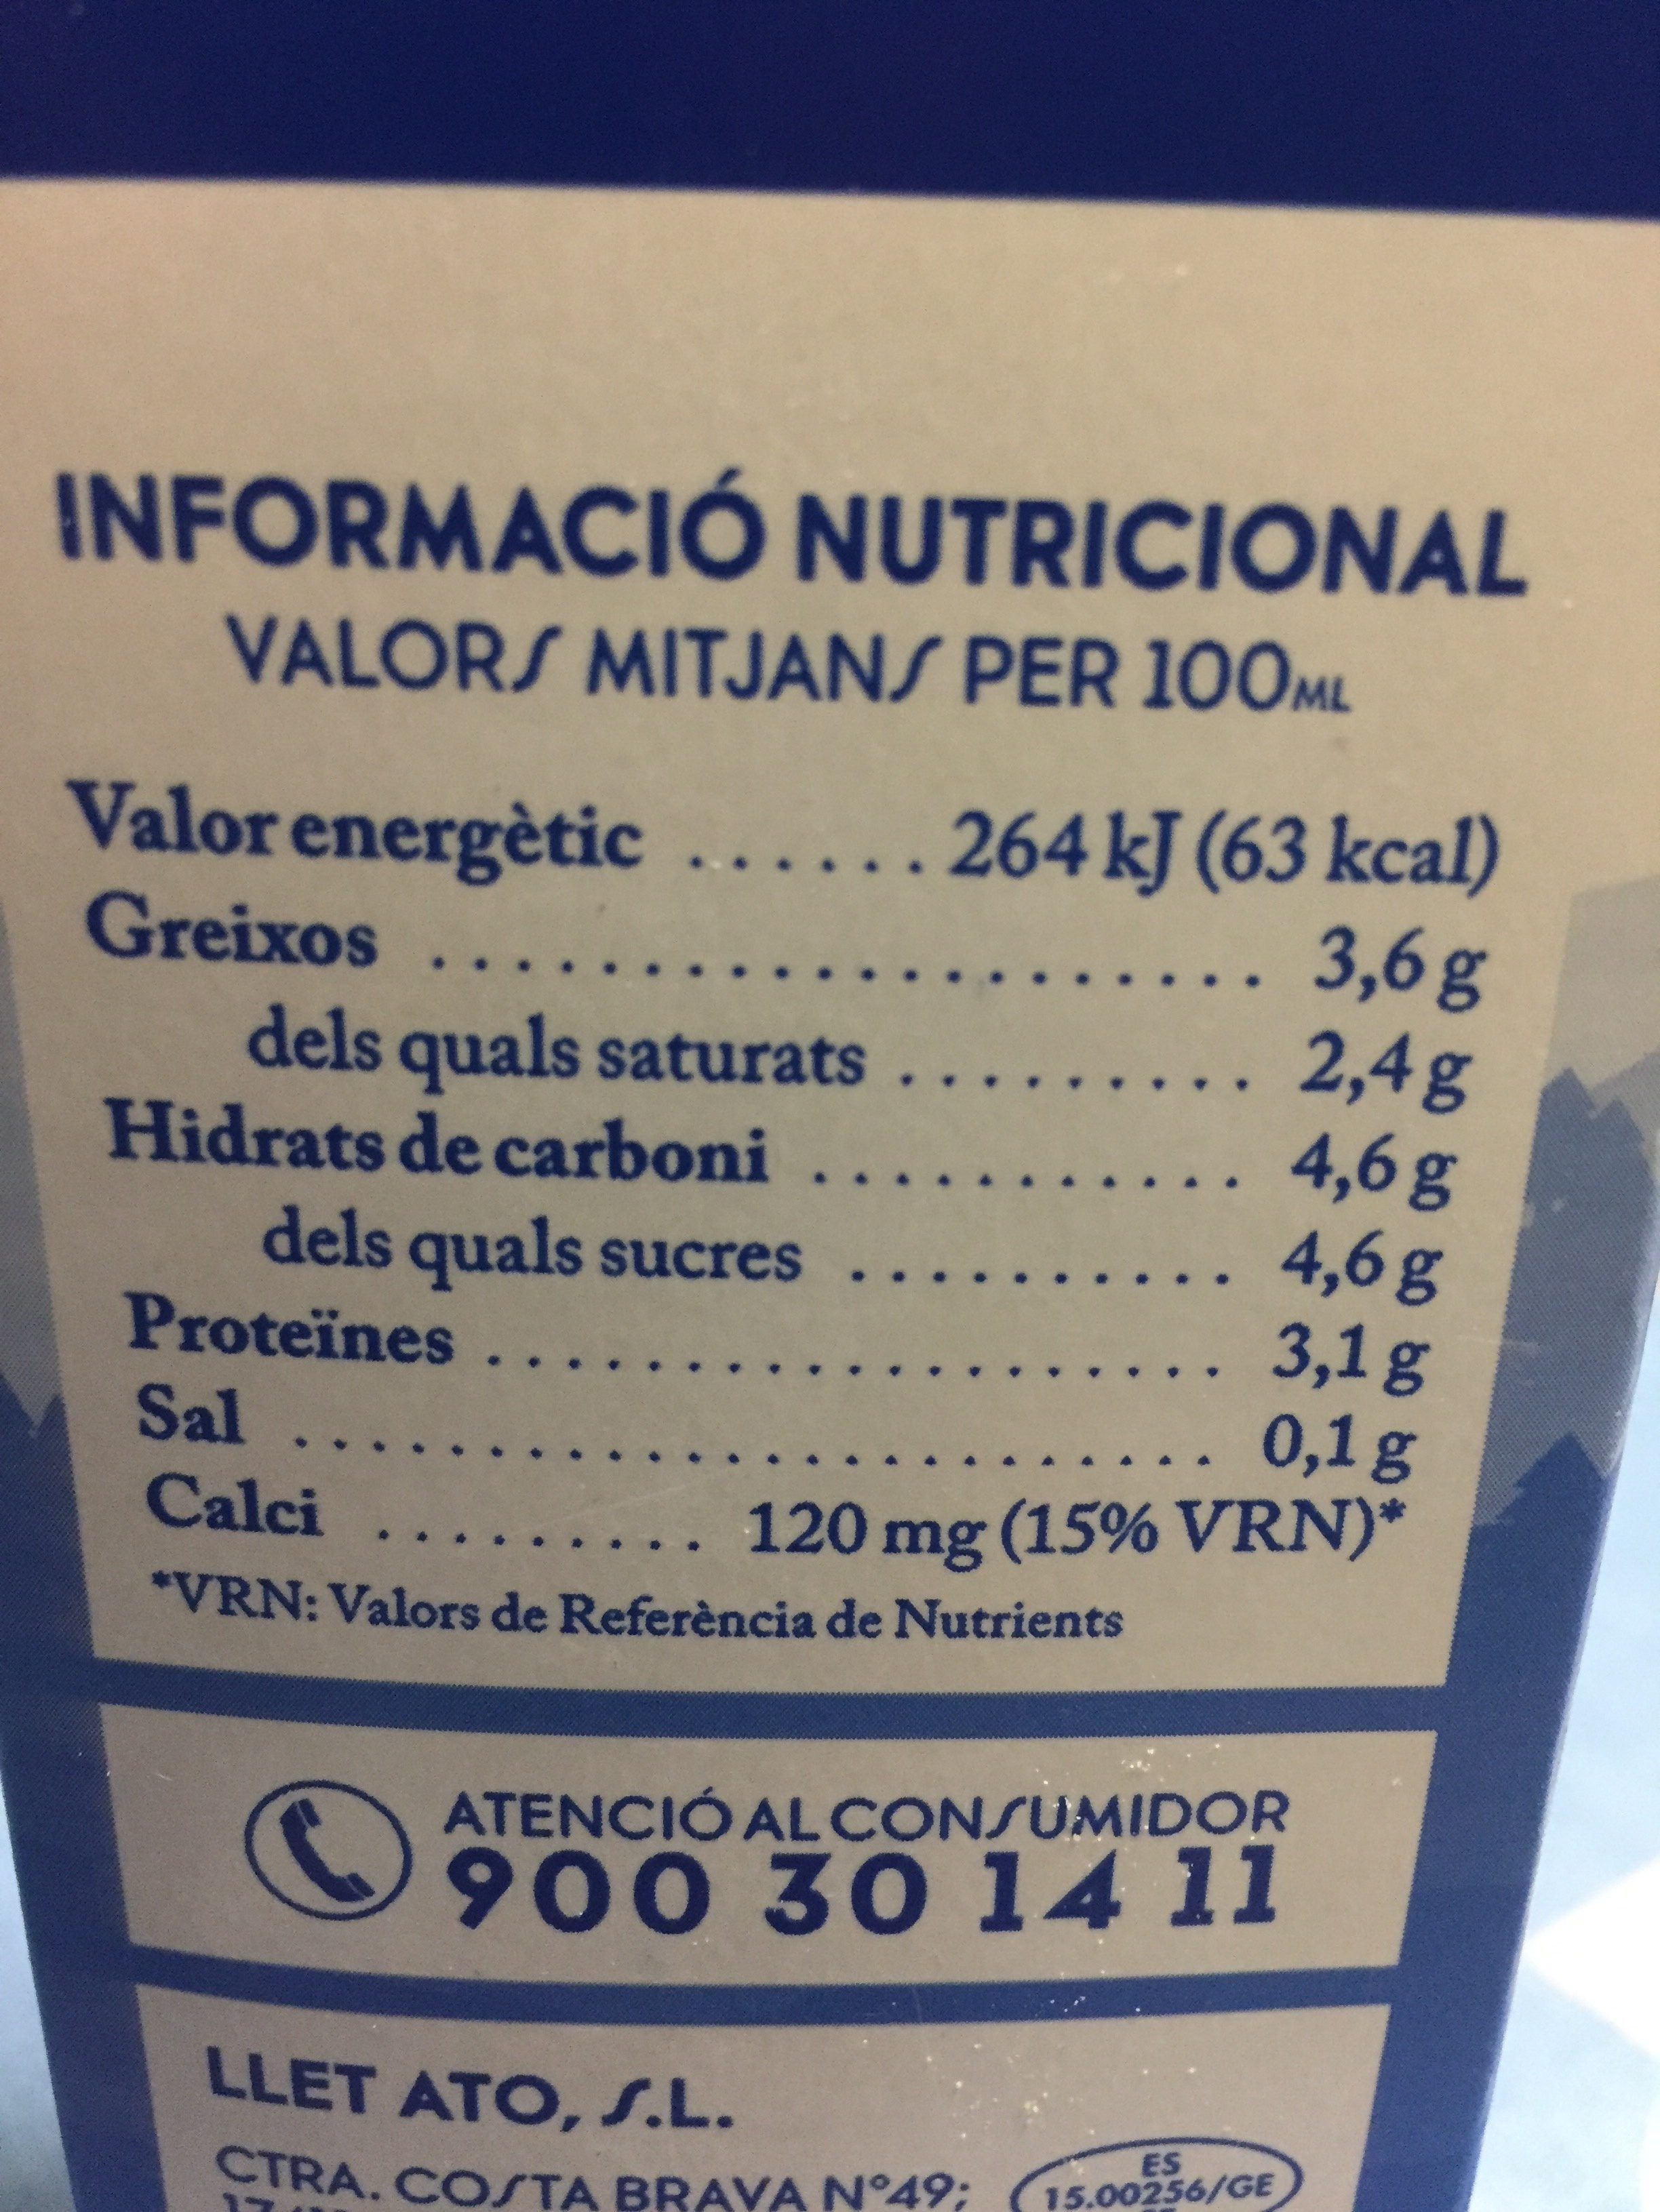 INFORMACIÓ NUTRICIONAL
VALORS MITJANS PER 100ML
Valor energètic ...... 264 kJ (63 kcal)
Greixos ..................... 3,6 g
dels quals saturats ......... 2,4 g
Hidrats de carboni ........... 4,6 g
dels quals sucres .......... 4,6 g
Proteïnes ................... 3,1 g
Sal ........................ 0,1 g
Calci ......... 120 mg (15% VRN)*
*VRN: Valors de Referència de Nutrients
ATENCIÓ AL CONSUMIDOR
900 30 14 11
LLET ATO, S.L.
CTRA. COSTA BRAVA Nº49;
ES
15.00256/GE